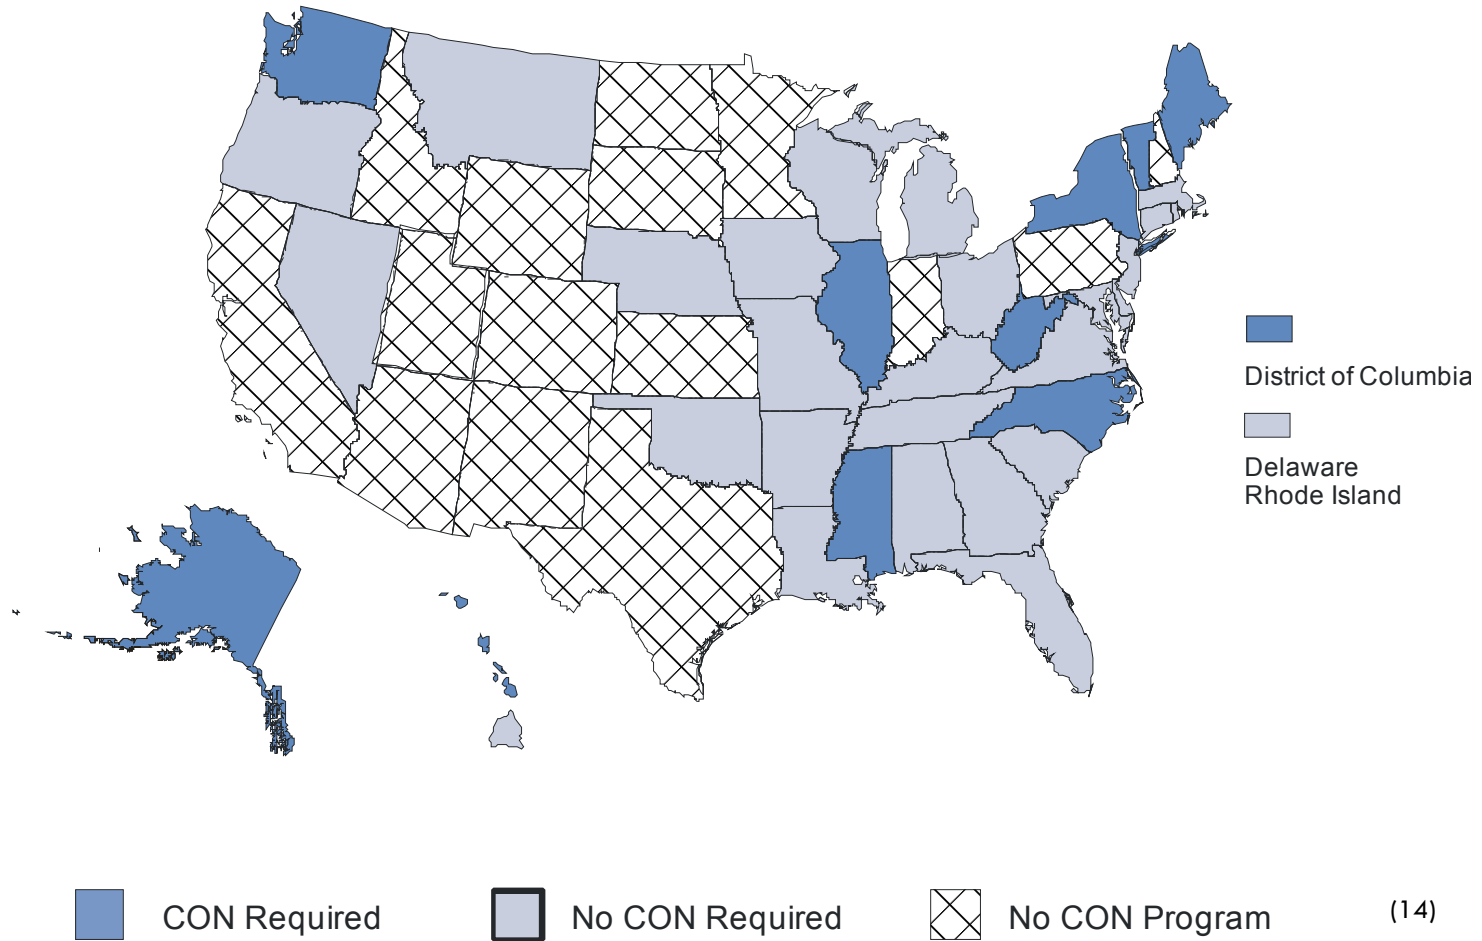 District of Columbia
Delaware
Rhode Island
CON Required
No CON Required
No CON Program
(14)